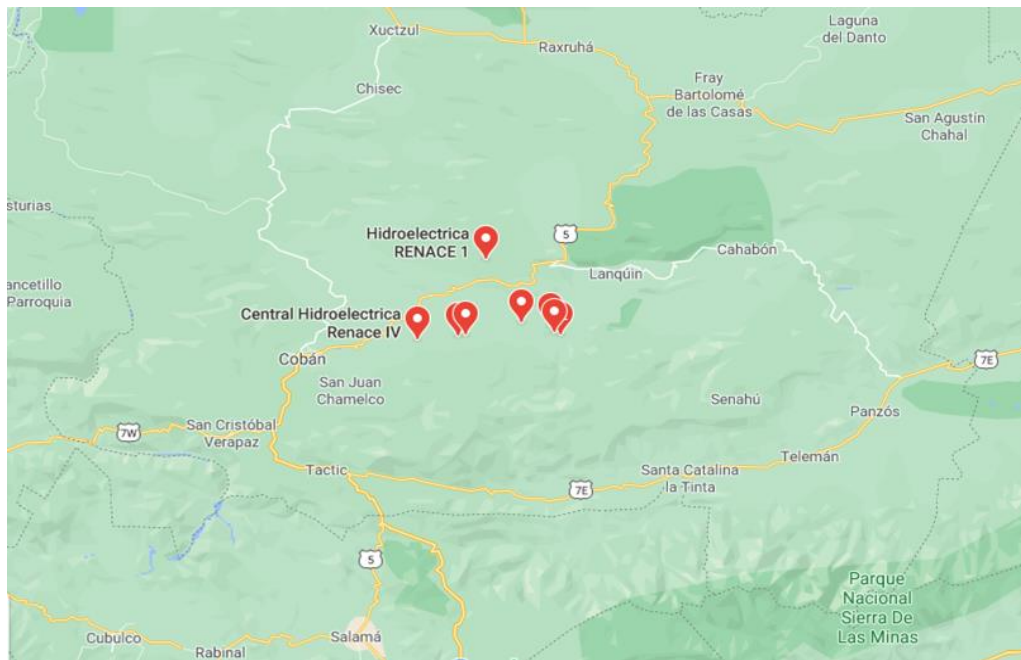 Xuctzul
Laguna
del Danto
Raxruhá
Chisec
Fray
Bartolomé
de las Casas
San Agustin
Chahal
sturias
Hidroelectrica
RENACE 1
5
Cahabón
Lanqúin
ancetillo
Parroquia
Central Hidroelectrica
Renace IV
Cobán
7E
San Juan
Chamelco
Senahú
Panzós
San Cristóbal
Verapaz
7W
Telemán
Tactic
Santa Catalina
la Tinta
7E
5
Parque
Nacional
Sierra De
Las Minas
Cubulco
Salamá
Rabinal